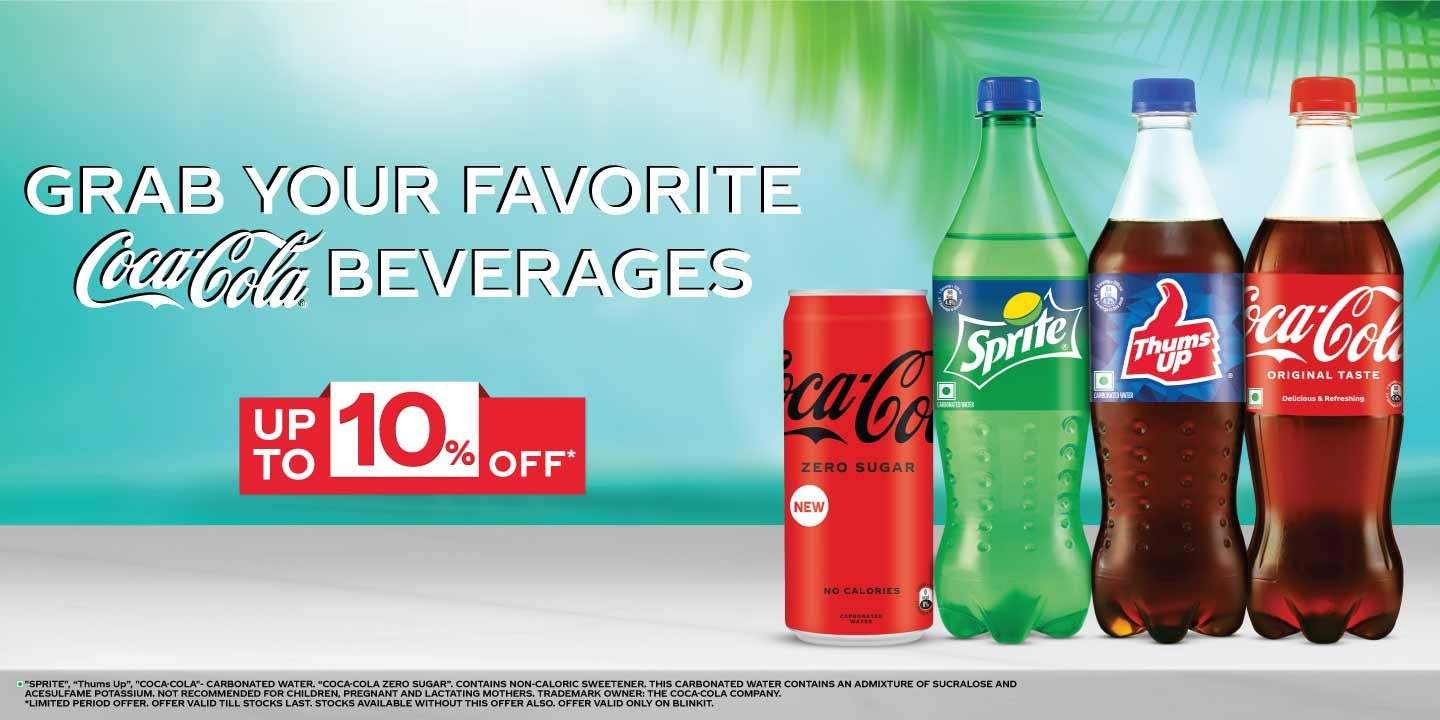 GRAB YOUR FAVORITE
Coca-Cola BEVERAGES
UP TO 10% OFF*
Coca-Cola
ZERO SUGAR
NEW
NO CALORIES
CARBONATED
WATER
Sprite
CARBONATED WATER
Thums
UP
CARBONATED WATER
Coca-Cola
ORIGINAL TASTE
Delicious & Refreshing
"SPRITE", "Thums Up", "COCA-COLA"- CARBONATED WATER. "COCA-COLA ZERO SUGAR". CONTAINS NON-CALORIC SWEETENER. THIS CARBONATED WATER CONTAINS AN ADMIXTURE OF SUCRALOSE AND
ACESULFAME POTASSIUM. NOT RECOMMENDED FOR CHILDREN, PREGNANT AND LACTATING MOTHERS. TRADEMARK OWNER: THE COCA-COLA COMPANY.
*LIMITED PERIOD OFFER. OFFER VALID TILL STOCKS LAST. STOCKS AVAILABLE WITHOUT THIS OFFER ALSO. OFFER VALID ONLY ON BLINKIT.